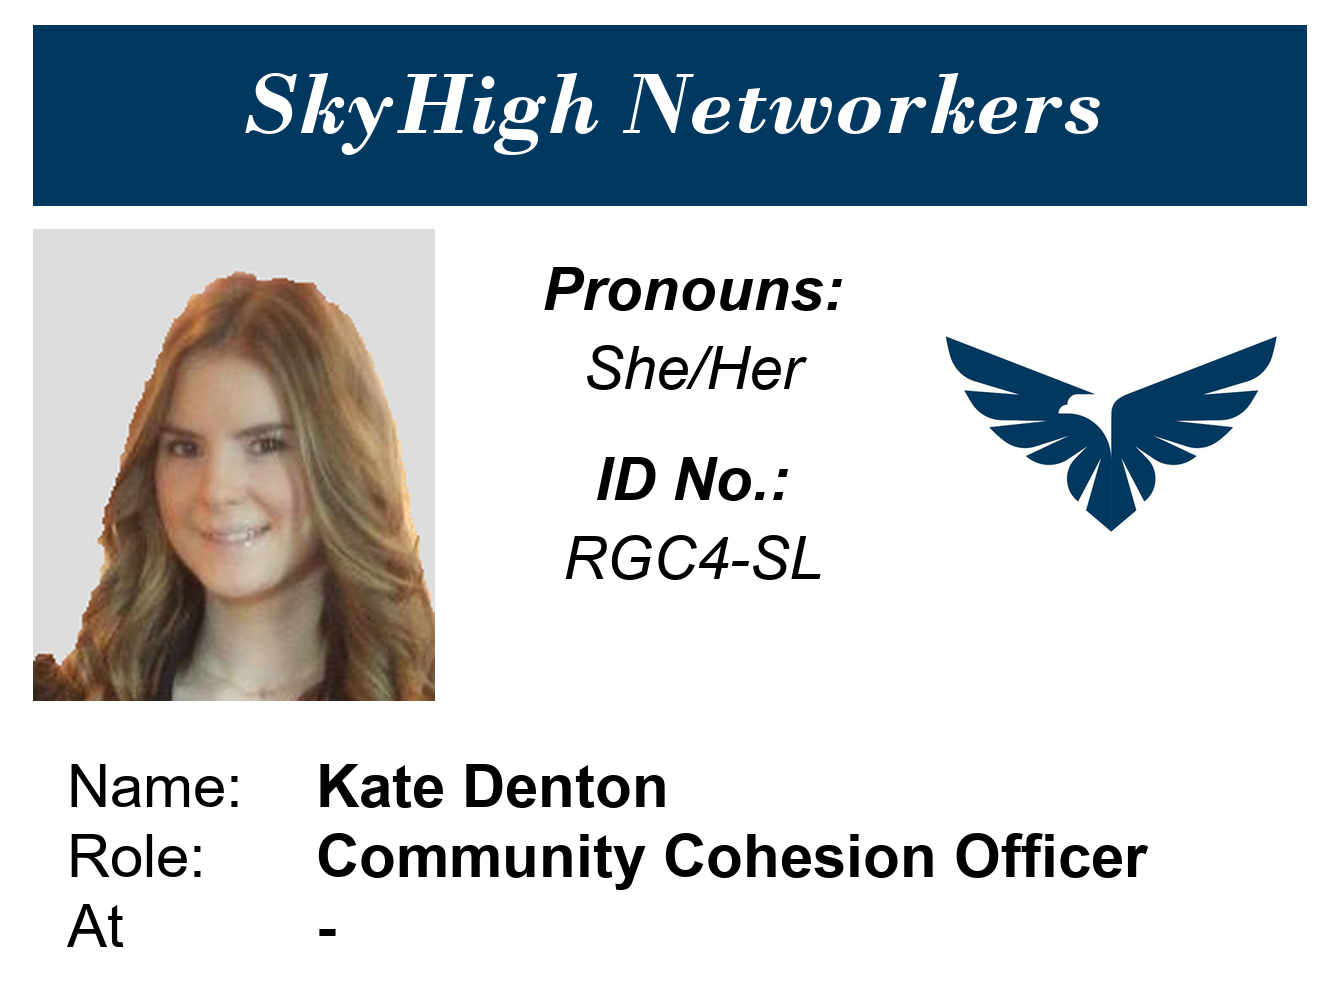 SkyHigh Networkers
Pronouns:
She/Her
ID No.:
RGC4-SL
Name: Kate Denton
Role: Community Cohesion Officer
At -